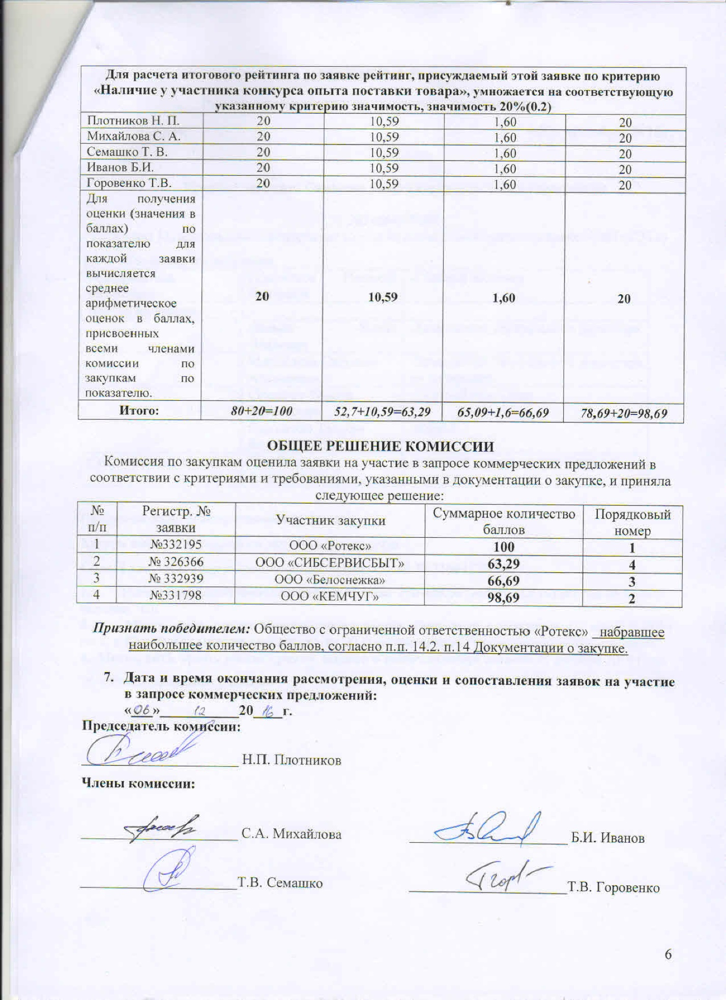 Для расчета итогового рейтинга по заявке рейтинг, присуждаемый этой заявке по критерию
«Наличие у участника конкурса опыта поставки товара», умножается на соответствующую
указанному критерию значимость, значимость 20%(0.2)
Плотников Н. П. 20 10,59 1,60 20
Михайлова С. А. 20 10,59 1,60 20
Семашко Т. В. 20 10,59 1,60 20
Иванов Б.И. 20 10,59 1,60 20
Горовенко Т.В. 20 10,59 1,60 20
Для получения
оценки (значения в
баллах) по
показателю для
каждой заявки
вычисляется
среднее
арифметическое
оценок в баллах,
присвоенных
всеми членами
комиссии по
закупкам по
показателю.
20 10,59 1,60 20
Итого: 80+20=100 52,7+10,59=63,29 65,09+1,6=66,69 78,69+20=98,69
ОБЩЕЕ РЕШЕНИЕ КОМИССИИ
Комиссия по закупкам оценила заявки на участие в запросе коммерческих предложений в
соответствии с критериями и требованиями, указанными в документации о закупке, и приняла
следующее решение:
№ п/п Регистр. № заявки Участник закупки Суммарное количество баллов Порядковый номер
1 №332195 ООО «Ротекс» 100 1
2 № 326366 ООО «СИБСЕРВИСБЫТ» 63,29 4
3 № 332939 ООО «Белоснежка» 66,69 3
4 №331798 ООО «КЕМЧУГ» 98,69 2
Признать победителем: Общество с ограниченной ответственностью «Ротекс» набравшее
наибольшее количество баллов, согласно п.п. 14.2. п.14 Документации о закупке.
7. Дата и время окончания рассмотрения, оценки и сопоставления заявок на участие
в запросе коммерческих предложений:
«06» 12 2016 г.
Председатель комиссии:
Н.П. Плотников
Члены комиссии:
С.А. Михайлова Б.И. Иванов
Т.В. Семашко Т.В. Горовенко
6